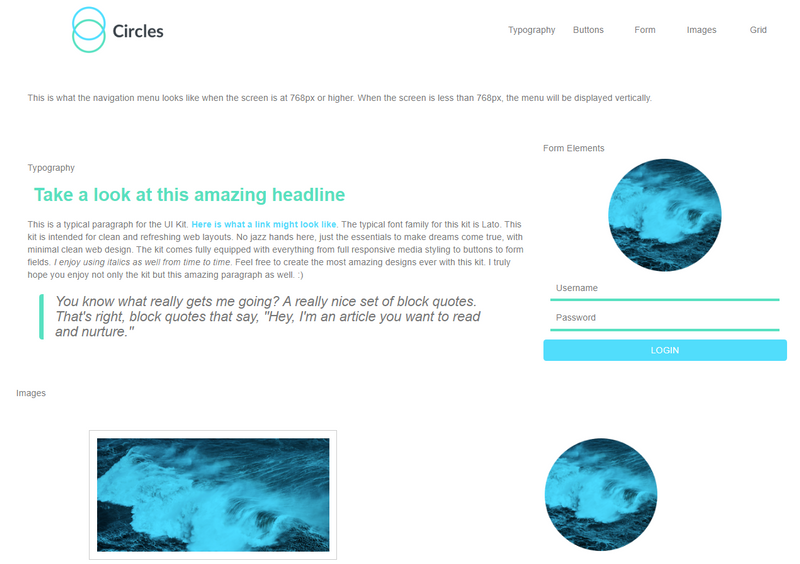 Circles
Typography Buttons Form Images Grid
This is what the navigation menu looks like when the screen is at 768px or higher. When the screen is less than 768px, the menu will be displayed vertically.
Typography
Take a look at this amazing headline
This is a typical paragraph for the UI Kit. Here is what a link might look like. The typical font family for this kit is Lato. This
kit is intended for clean and refreshing web layouts. No jazz hands here, just the essentials to make dreams come true, with
minimal clean web design. The kit comes fully equipped with everything from full responsive media styling to buttons to form
fields. I enjoy using italics as well from time to time. Feel free to create the most amazing designs ever with this kit. I truly
hope you enjoy not only the kit but this amazing paragraph as well. :)
You know what really gets me going? A really nice set of block quotes.
That's right, block quotes that say, "Hey, I'm an article you want to read
and nurture."
Form Elements
Username
Password
LOGIN
Images